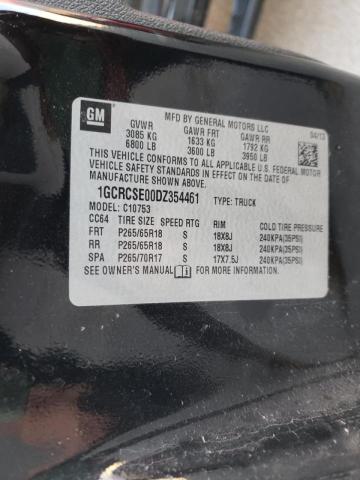 MFD BY GENERAL MOTORS LLC 04/13
GM GVWR GAWR FRT GAWR RR
3085 KG 1633 KG 1792 KG
6800 LB 3600 LB 3950 LB
THIS VEHICLE CONFORMS TO ALL APPLICABLE U.S. FEDERAL MOTOR
VEHICLE SAFETY STANDARDS IN EFFECT ON THE DATE OF
MANUFACTURE SHOWN ABOVE.
1GCRCSE00DZ354461 TYPE: TRUCK
MODEL: C10753
CC64 TIRE SIZE SPEED RTG RIM COLD TIRE PRESSURE
FRT P265/65R18 S 18X8J 240KPA(35PSI)
RR P265/65R18 S 18X8J 240KPA(35PSI)
SPA P265/70R17 S 17X7.5J 240KPA(35PSI)
SEE OWNER'S MANUAL FOR MORE INFORMATION.